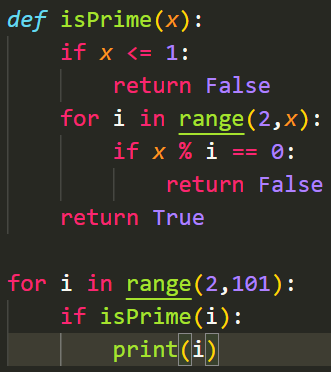 def isPrime(x):
    if x <= 1:
        return False
    for i in range(2,x):
        if x % i == 0:
            return False
    return True

for i in range(2,101):
    if isPrime(i):
        print(i)